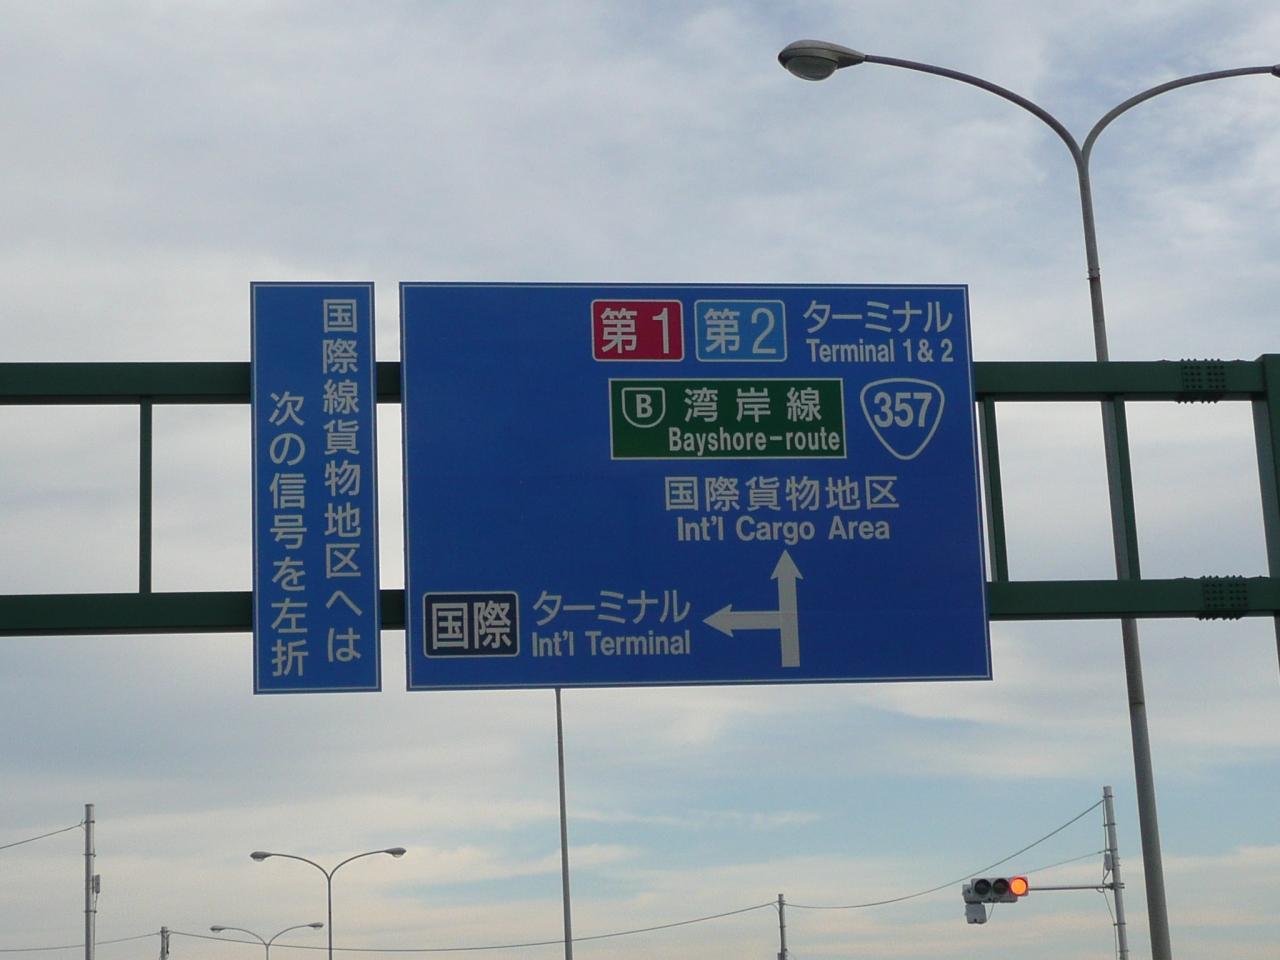 国際線貨物地区へは
次の信号を左折
第1 第2 ターミナル
Terminal 1 & 2
B 湾岸線 357
Bayshore-route
国際貨物地区
Int'l Cargo Area
国際 ターミナル
Int'l Terminal